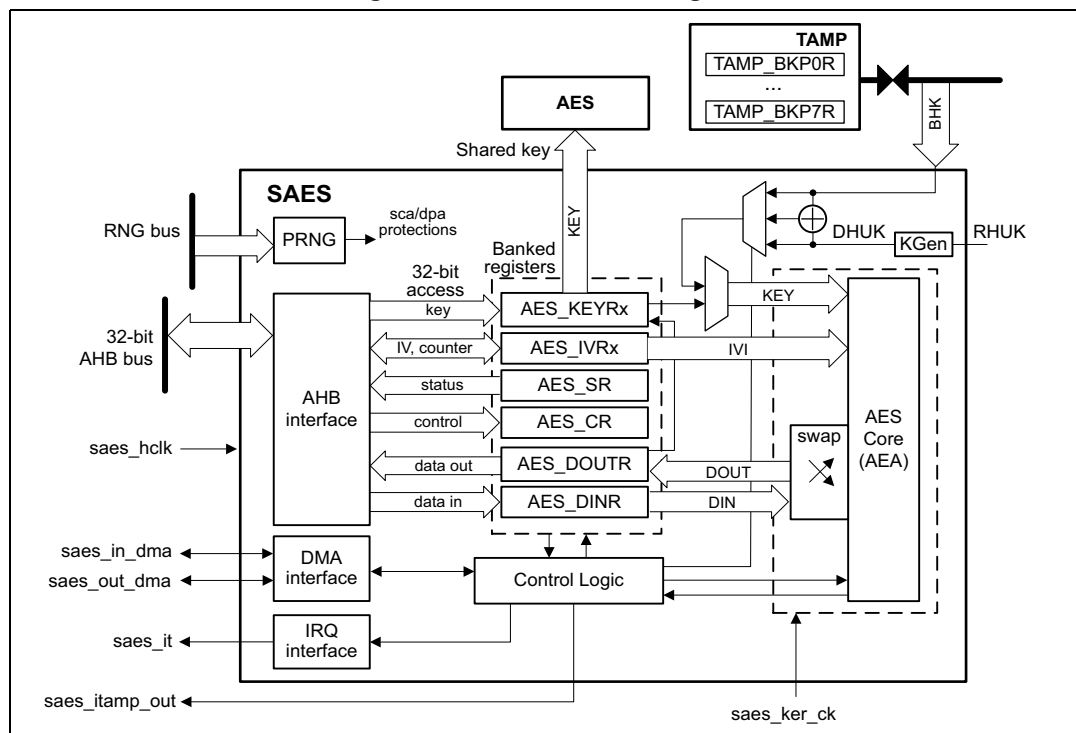 TAMP
TAMP_BKP0R
...
TAMP_BKP7R
BHK
AES
Shared key
KEY
SAES
RNG bus
PRNG
sca/dpa
protections
Banked
registers
DHUK
KGen
RHUK
32-bit
access
key
AES_KEYRx
KEY
32-bit
AHB bus
AHB
interface
IV, counter
AES_IVRx
IVI
status
AES_SR
control
AES_CR
AES
Core
(AEA)
saes_hclk
swap
data out
AES_DOUTR
DOUT
data in
AES_DINR
DIN
saes_in_dma
saes_out_dma
DMA
interface
Control Logic
saes_it
IRQ
interface
saes_itamp_out
saes_ker_ck